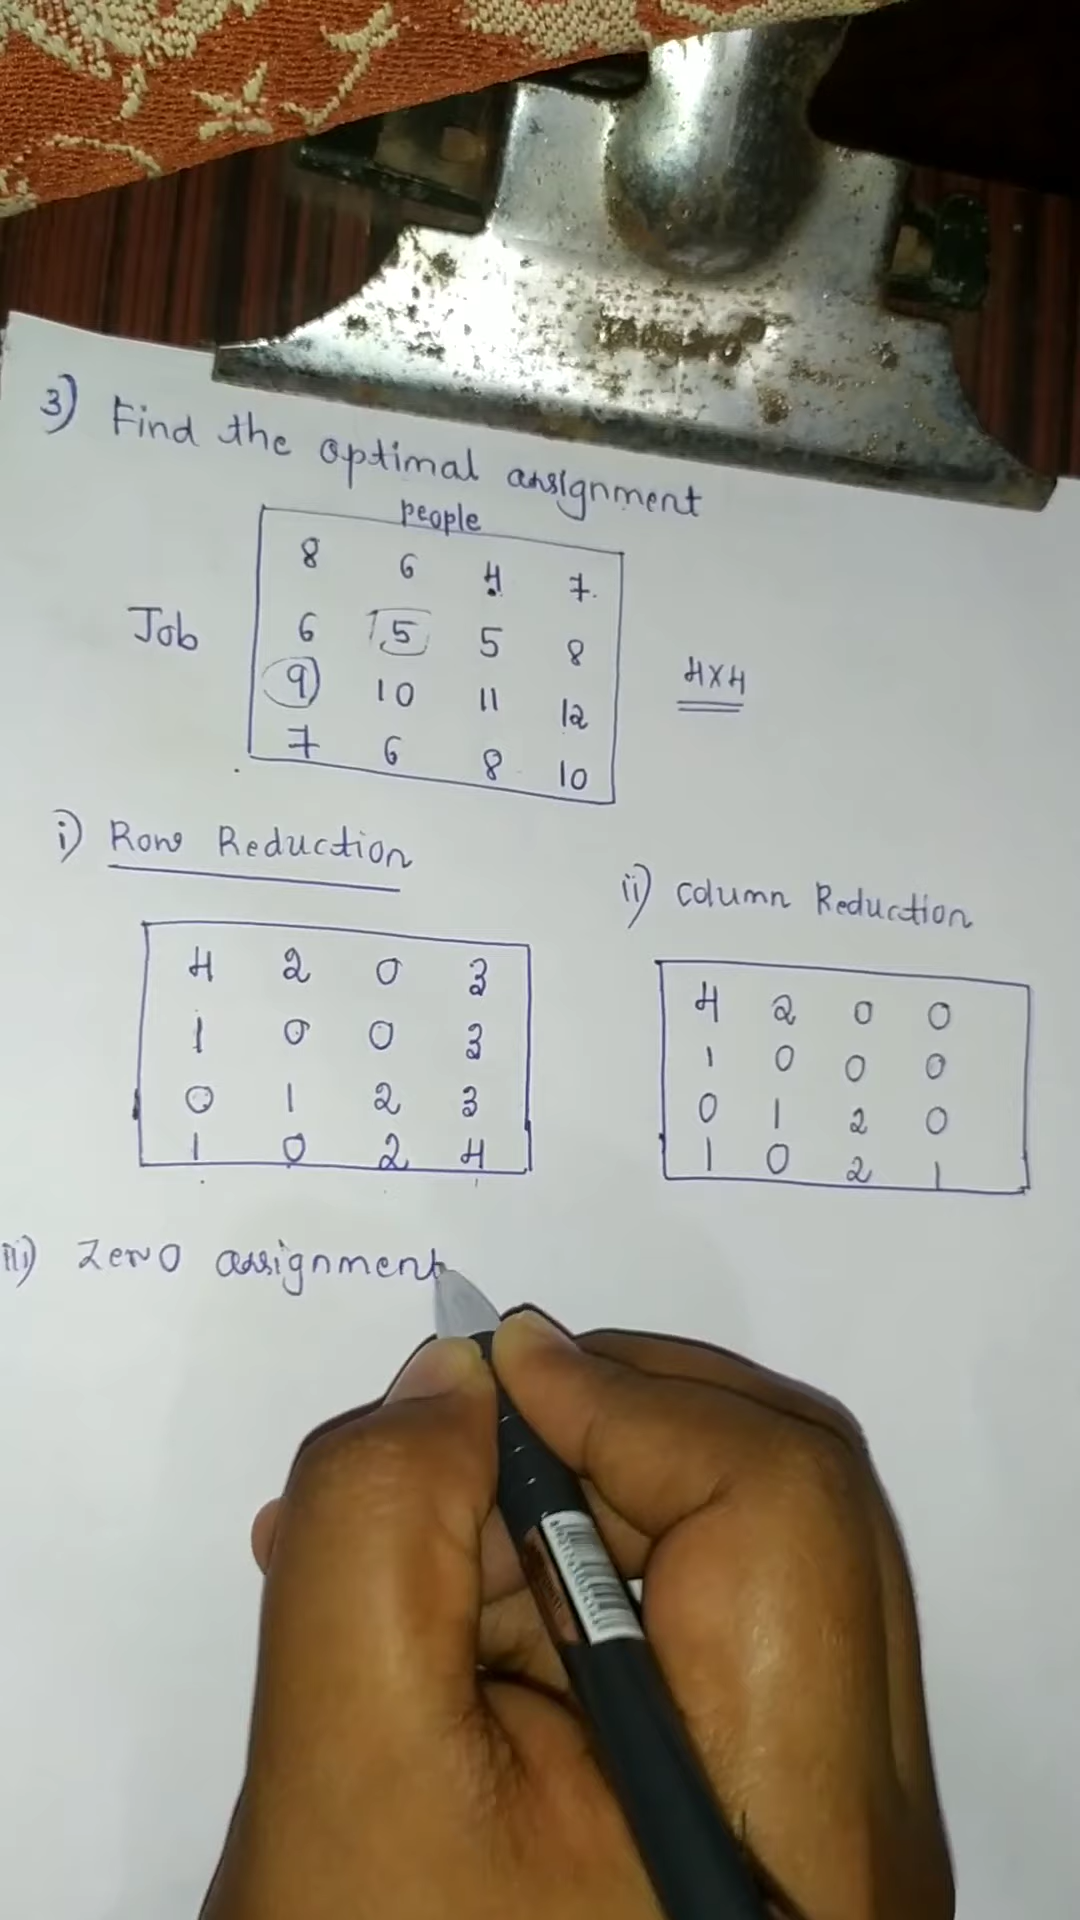 3) Find the optimal assignment
people
8 6 4 7
Job 6 5 5 8
9 10 11 12 4X4
7 6 8 10
i) Row Reduction
ii) Column Reduction
4 2 0 3
1 0 0 3
0 1 2 3
1 0 2 4
4 2 0 0
1 0 0 0
0 1 2 0
1 0 2 1
iii) Zero assignment